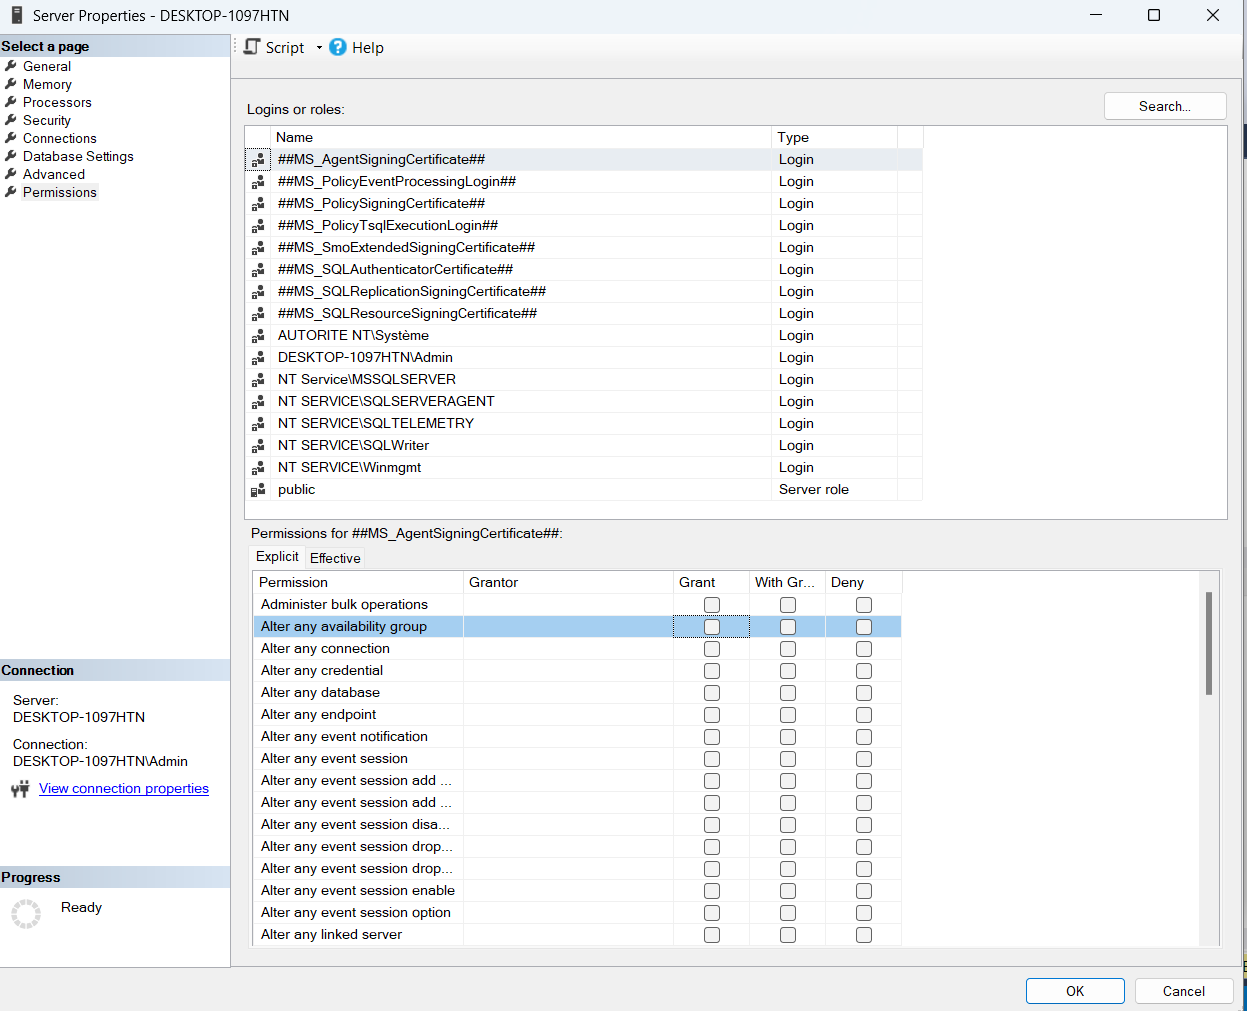 Server Properties - DESKTOP-1097HTN
Select a page
General
Memory
Processors
Security
Connections
Database Settings
Advanced
Permissions
Script
Help
Logins or roles:
Search...
Name Type
##MS_AgentSigningCertificate## Login
##MS_PolicyEventProcessingLogin## Login
##MS_PolicySigningCertificate## Login
##MS_PolicyTsqlExecutionLogin## Login
##MS_SmoExtendedSigningCertificate## Login
##MS_SQLAuthenticatorCertificate## Login
##MS_SQLReplicationSigningCertificate## Login
##MS_SQLResourceSigningCertificate## Login
AUTORITE NT\Système Login
DESKTOP-1097HTN\Admin Login
NT Service\MSSQLSERVER Login
NT SERVICE\SQLSERVERAGENT Login
NT SERVICE\SQLTELEMETRY Login
NT SERVICE\SQLWriter Login
NT SERVICE\Winmgmt Login
public Server role
Permissions for ##MS_AgentSigningCertificate##:
Explicit Effective
Permission Grantor Grant With Gr... Deny
Administer bulk operations
Alter any availability group
Alter any connection
Alter any credential
Alter any database
Alter any endpoint
Alter any event notification
Alter any event session
Alter any event session add ...
Alter any event session add ...
Alter any event session disa...
Alter any event session drop...
Alter any event session drop...
Alter any event session enable
Alter any event session option
Alter any linked server
Connection
Server:
DESKTOP-1097HTN
Connection:
DESKTOP-1097HTN\Admin
View connection properties
Progress
Ready
OK
Cancel